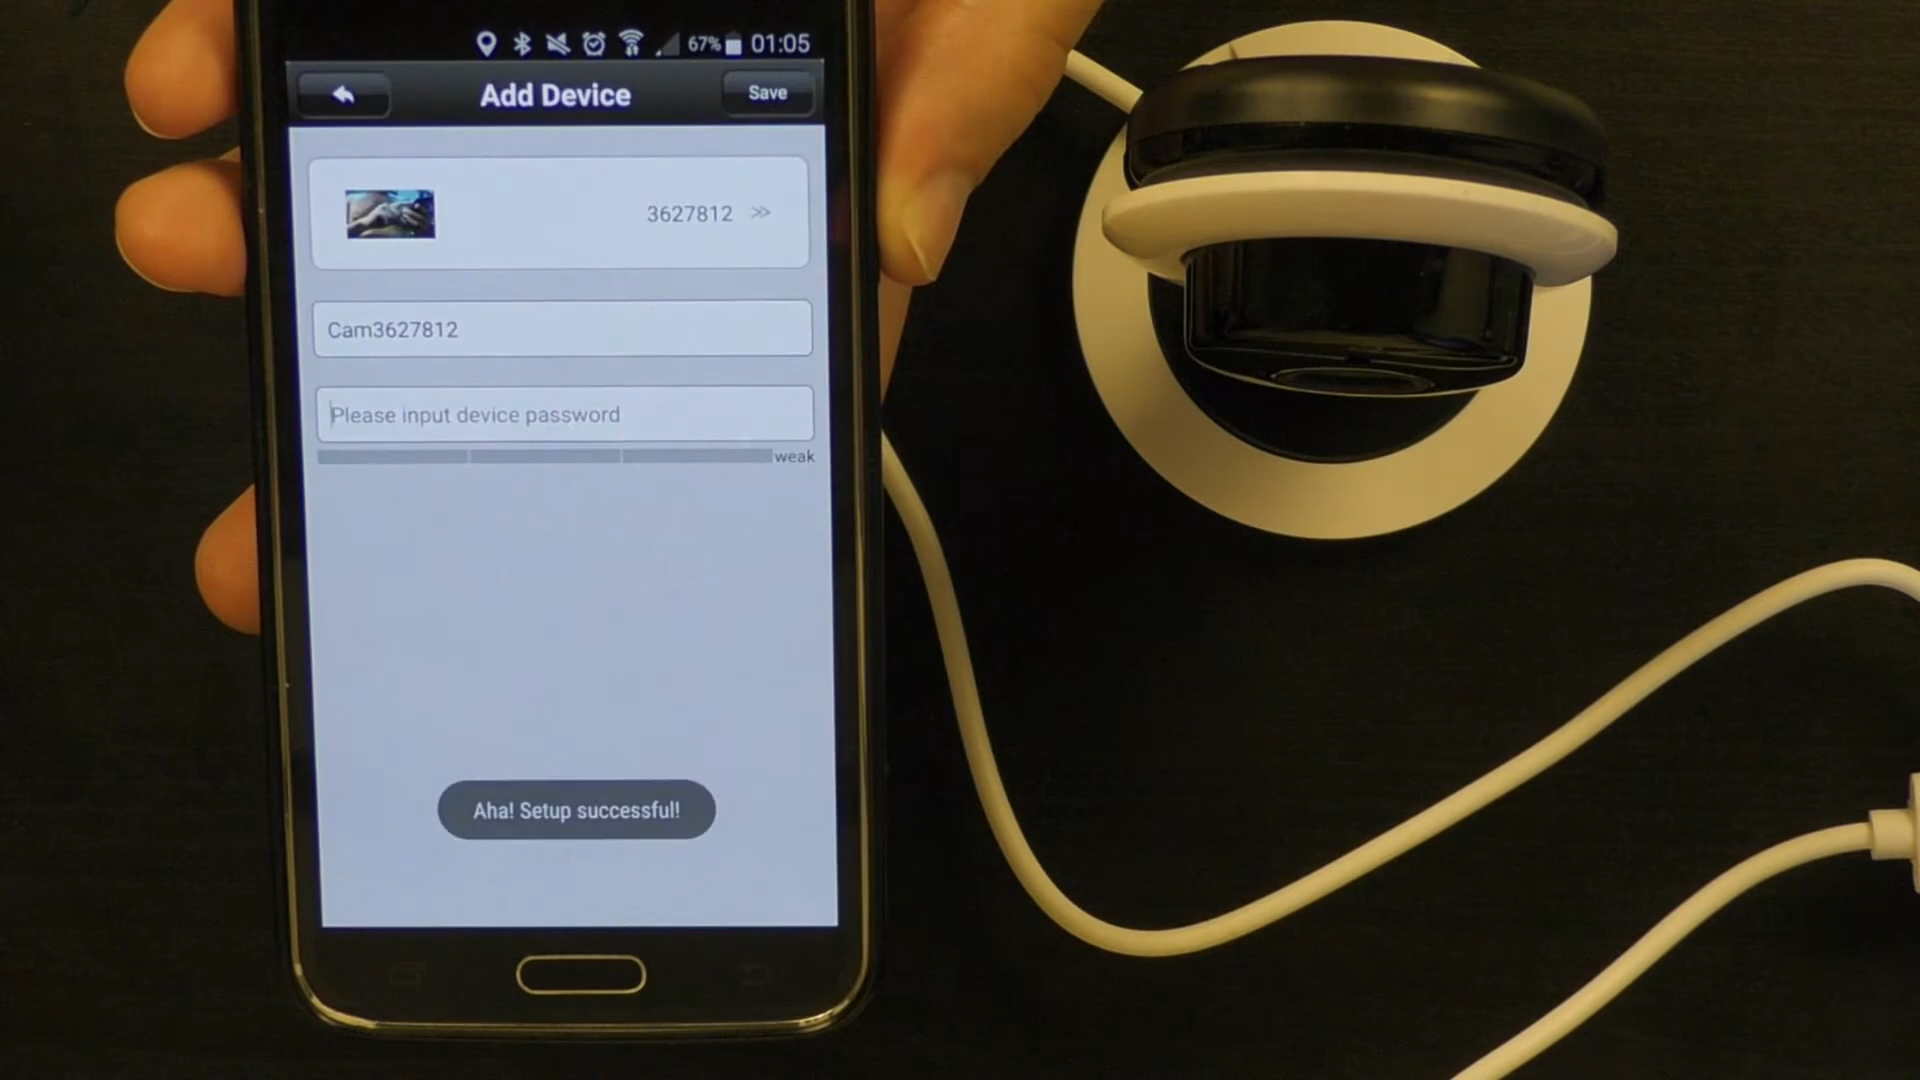 67% 01:05
Add Device Save
3627812 >>
Cam3627812
Please input device password
weak
Aha! Setup successful!